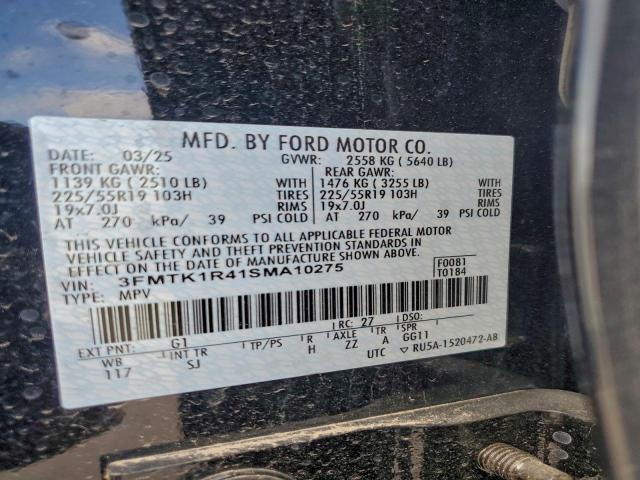 MFD. BY FORD MOTOR CO.
DATE: 03/25 GVWR: 2558 KG ( 5640 LB)
FRONT GAWR: REAR GAWR:
1139 KG ( 2510 LB) WITH 1476 KG ( 3255 LB) WITH
225/55R19 103H TIRES 225/55R19 103H TIRES
19x7.0J RIMS 19x7.0J RIMS
AT 270 kPa/ 39 PSI COLD AT 270 kPa/ 39 PSI COLD
THIS VEHICLE CONFORMS TO ALL APPLICABLE FEDERAL MOTOR
VEHICLE SAFETY AND THEFT PREVENTION STANDARDS IN
EFFECT ON THE DATE OF MANUFACTURE SHOWN ABOVE.
VIN: 3FMTK1R41SMA10275 F0081
TYPE: MPV T0184
EXT PNT: G1 RC: 27 DSO:
WB INT TR TP/PS R AXLE TR SPR
117 SJ H ZZ A GG11
UTC ▽ RU5A-1520472-AB